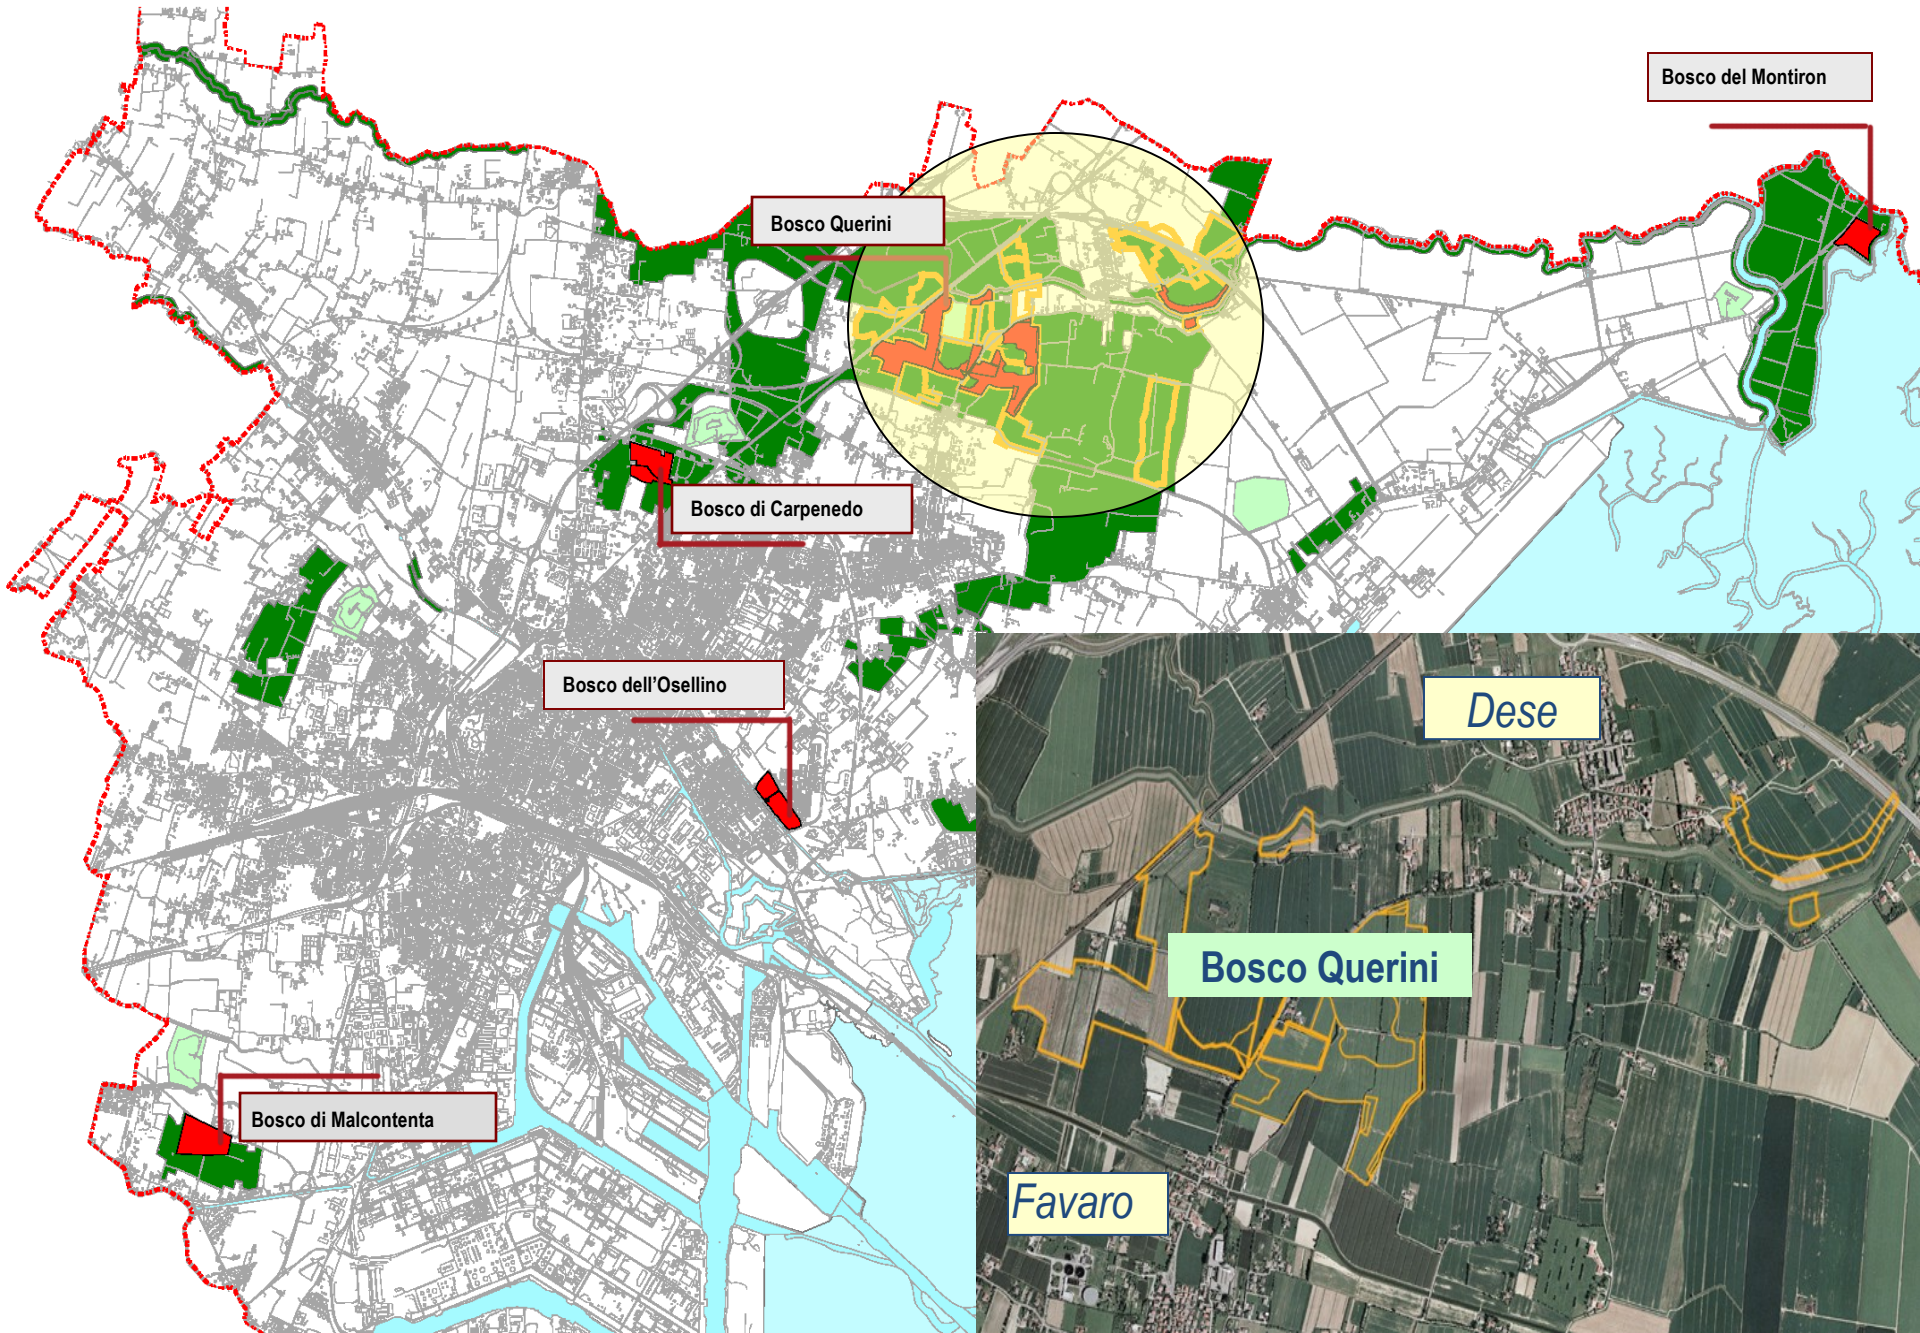 Bosco del Montiron
Bosco Querini
Bosco di Carpenedo
Bosco dell'Osellino
Dese
Bosco Querini
Bosco di Malcontenta
Favaro